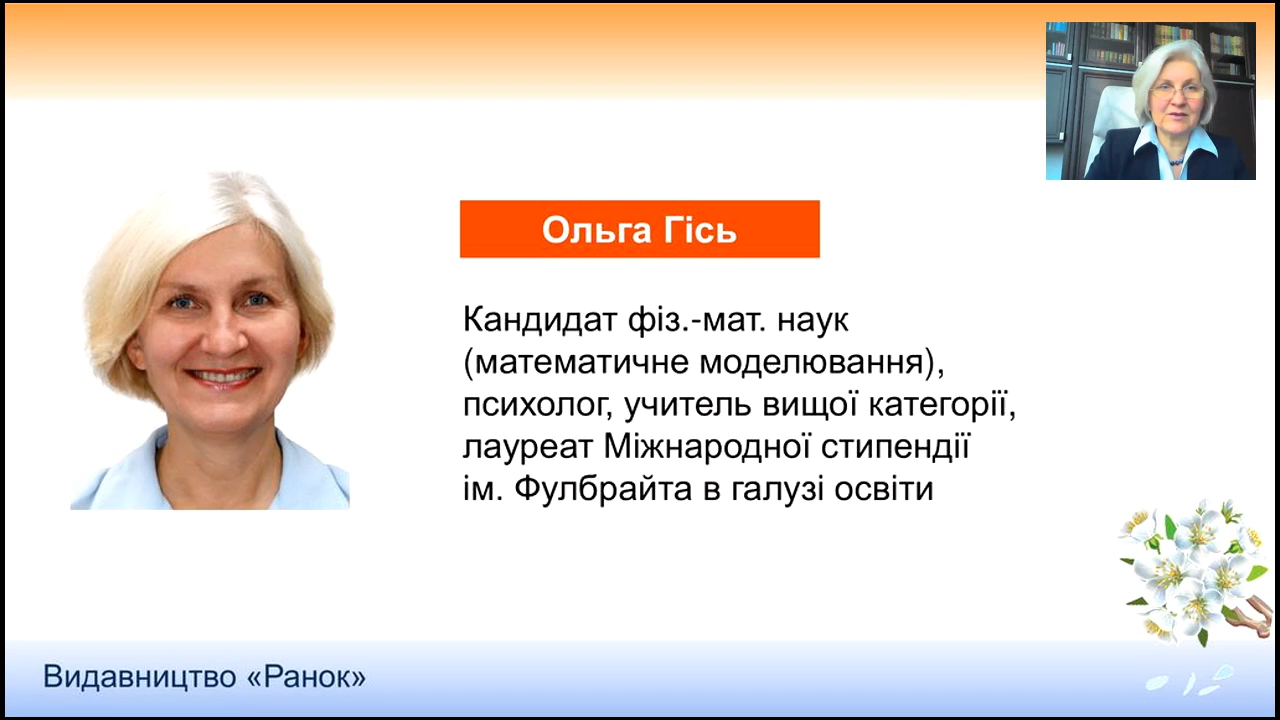 Ольга Гісь
Кандидат фіз.-мат. наук
(математичне моделювання),
психолог, учитель вищої категорії,
лауреат Міжнародної стипендії
ім. Фулбрайта в галузі освіти
Видавництво «Ранок»